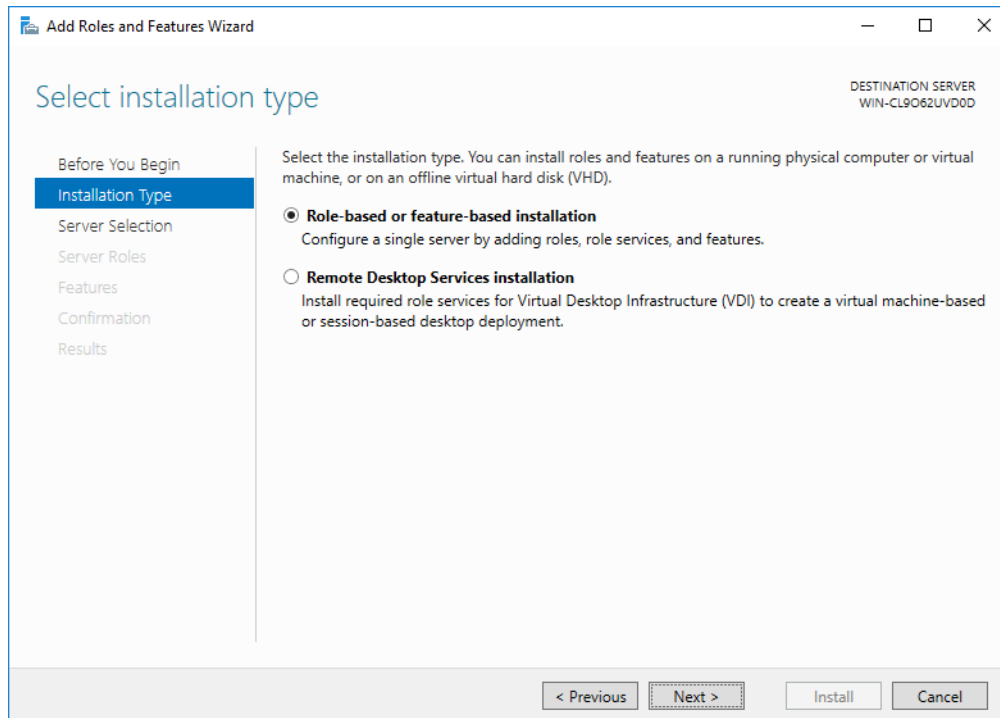 Add Roles and Features Wizard
Select installation type
DESTINATION SERVER
WIN-CL9O62UVD0D
Before You Begin
Installation Type
Server Selection
Server Roles
Features
Confirmation
Results
Select the installation type. You can install roles and features on a running physical computer or virtual
machine, or on an offline virtual hard disk (VHD).
Role-based or feature-based installation
Configure a single server by adding roles, role services, and features.
Remote Desktop Services installation
Install required role services for Virtual Desktop Infrastructure (VDI) to create a virtual machine-based
or session-based desktop deployment.
< Previous
Next >
Install
Cancel